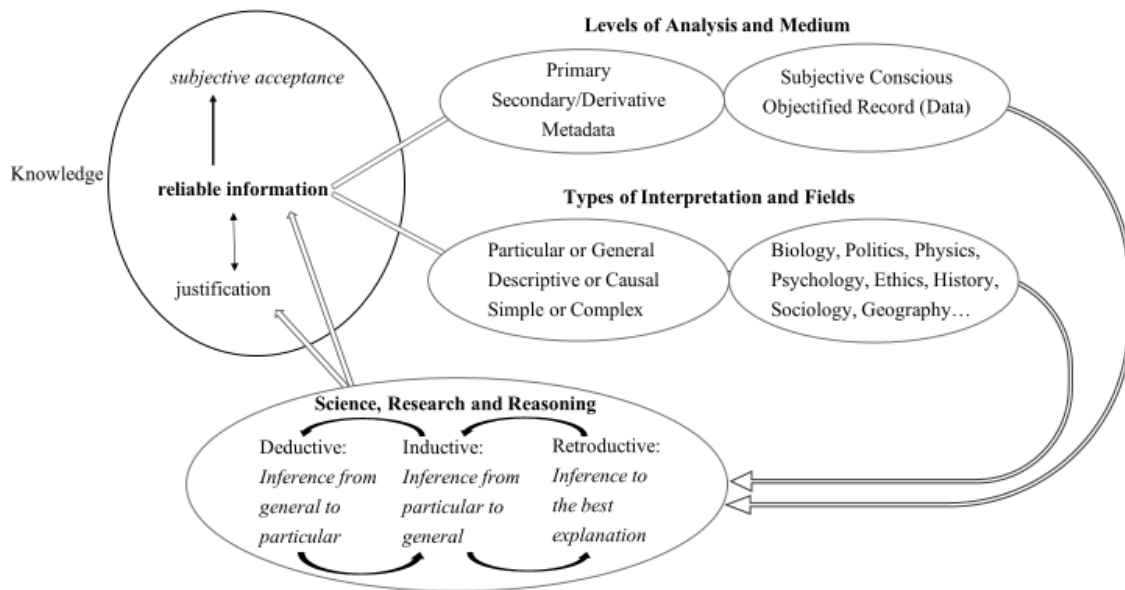 Levels of Analysis and Medium
subjective acceptance
Primary
Secondary/Derivative
Metadata
Subjective Conscious
Objectified Record (Data)
Knowledge
reliable information
Types of Interpretation and Fields
justification
Particular or General
Descriptive or Causal
Simple or Complex
Biology, Politics, Physics,
Psychology, Ethics, History,
Sociology, Geography…
Science, Research and Reasoning
Deductive:
Inference from
general to
particular
Inductive:
Inference from
particular to
general
Retroductive:
Inference to
the best
explanation